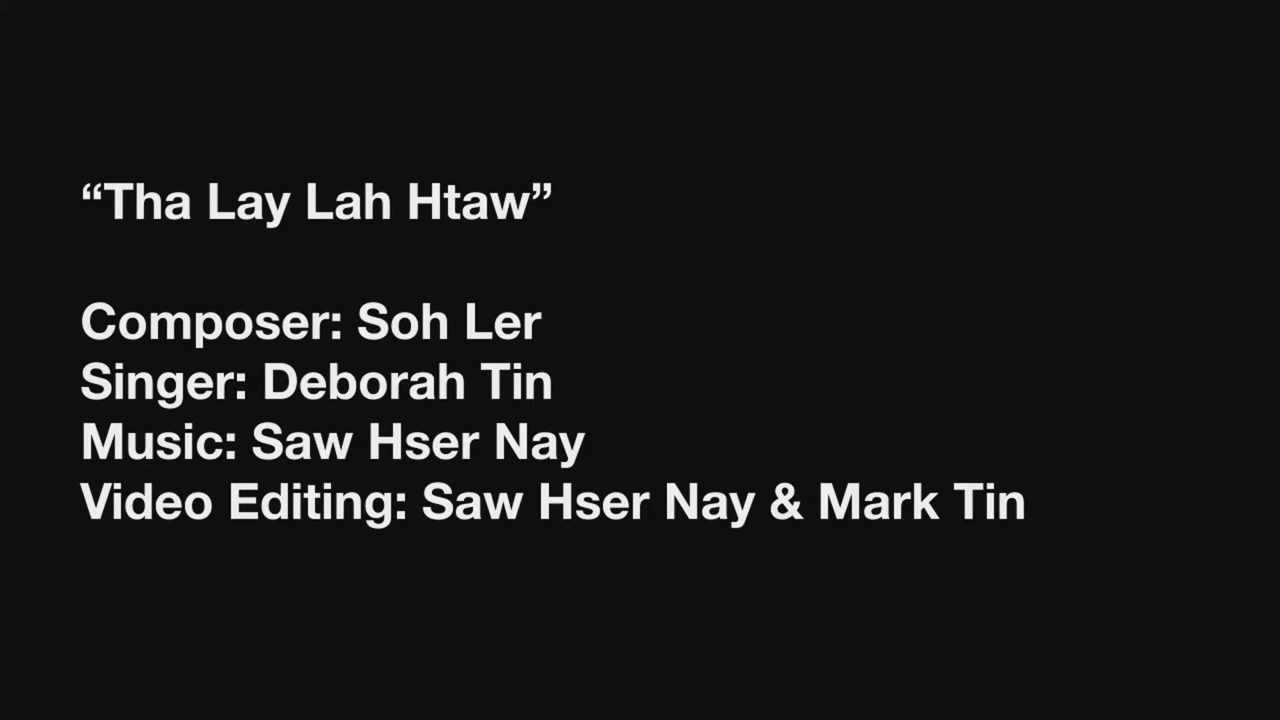 “Tha Lay Lah Htaw”
Composer: Soh Ler
Singer: Deborah Tin
Music: Saw Hser Nay
Video Editing: Saw Hser Nay & Mark Tin